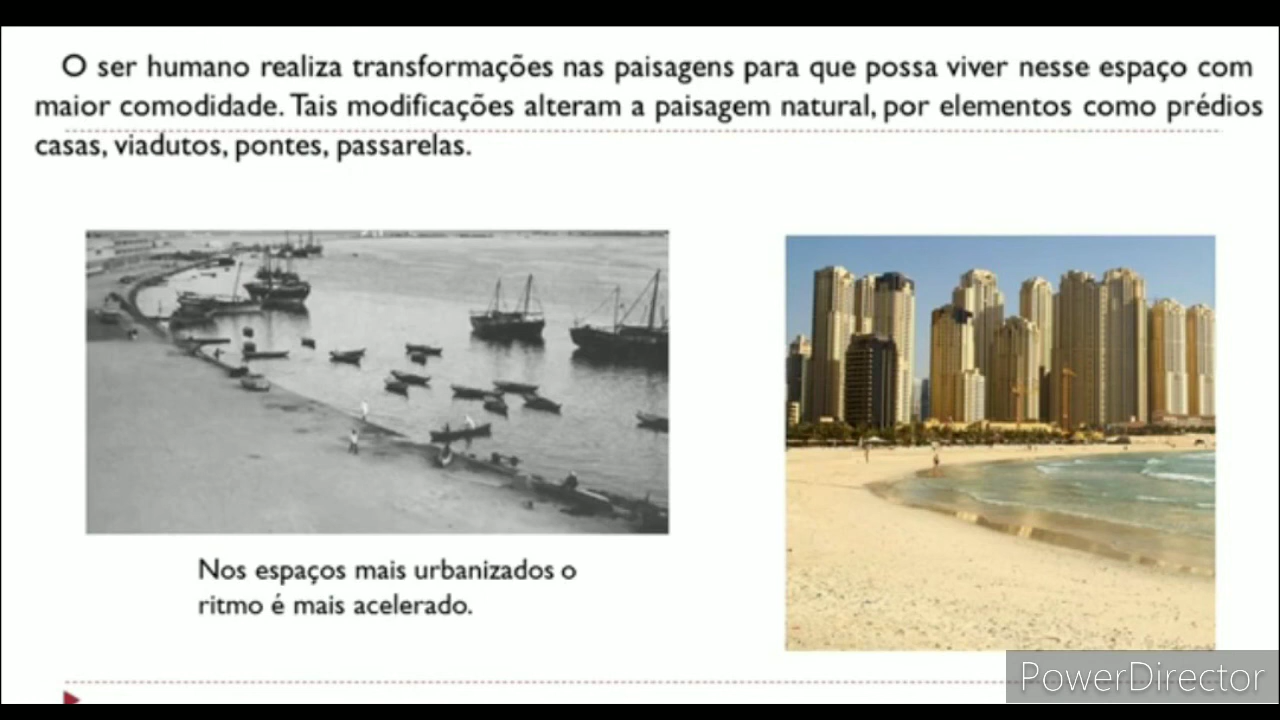 O ser humano realiza transformações nas paisagens para que possa viver nesse espaço com
maior comodidade. Tais modificações alteram a paisagem natural, por elementos como prédios
casas, viadutos, pontes, passarelas.
Nos espaços mais urbanizados o
ritmo é mais acelerado.
PowerDirector